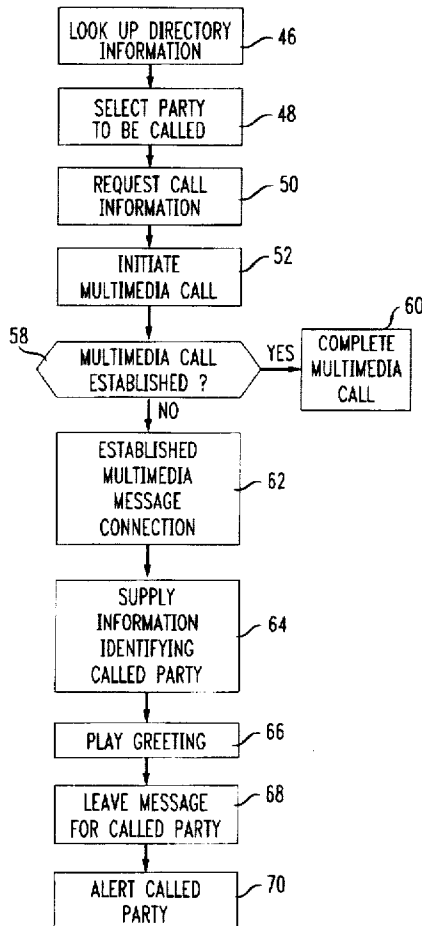 LOOK UP DIRECTORY
INFORMATION
46
SELECT PARTY
TO BE CALLED
48
REQUEST CALL
INFORMATION
50
INITIATE
MULTIMEDIA CALL
52
58
MULTIMEDIA CALL
ESTABLISHED ?
YES
60
COMPLETE
MULTIMEDIA
CALL
NO
ESTABLISHED
MULTIMEDIA
MESSAGE
CONNECTION
62
SUPPLY
INFORMATION
IDENTIFYING
CALLED PARTY
64
PLAY GREETING
66
LEAVE MESSAGE
FOR CALLED PARTY
68
ALERT CALLED
PARTY
70